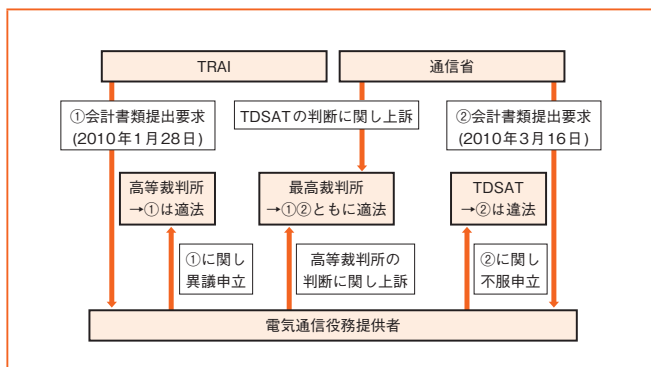 TRAI
通信省
①会計書類提出要求
(2010年1月28日)
TDSATの判断に関し上訴
②会計書類提出要求
(2010年3月16日)
高等裁判所
→①は適法
最高裁判所
→①②ともに適法
TDSAT
→②は違法
①に関し
異議申立
高等裁判所の
判断に関し上訴
②に関し
不服申立
電気通信役務提供者